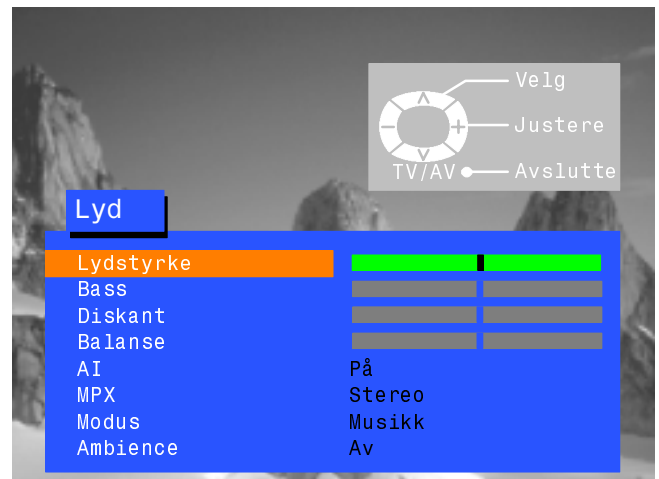 Velg
Justere
TV/AV Avslutte
Lyd
Lydstyrke
Bass
Diskant
Balanse
AI På
MPX Stereo
Modus Musikk
Ambience Av